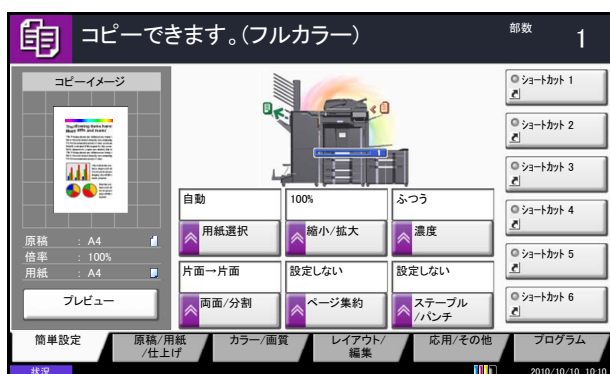 コピーできます。(フルカラー)
部数
1
コピーイメージ
原稿 : A4
倍率 : 100%
用紙 : A4
プレビュー
自動
用紙選択
100%
縮小/拡大
ふつう
濃度
片面→片面
両面/分割
設定しない
ページ集約
設定しない
ステープル
/パンチ
ショートカット 1
ショートカット 2
ショートカット 3
ショートカット 4
ショートカット 5
ショートカット 6
簡単設定
原稿/用紙
/仕上げ
カラー/画質
レイアウト/
編集
応用/その他
プログラム
状況
2010/10/10 10:10